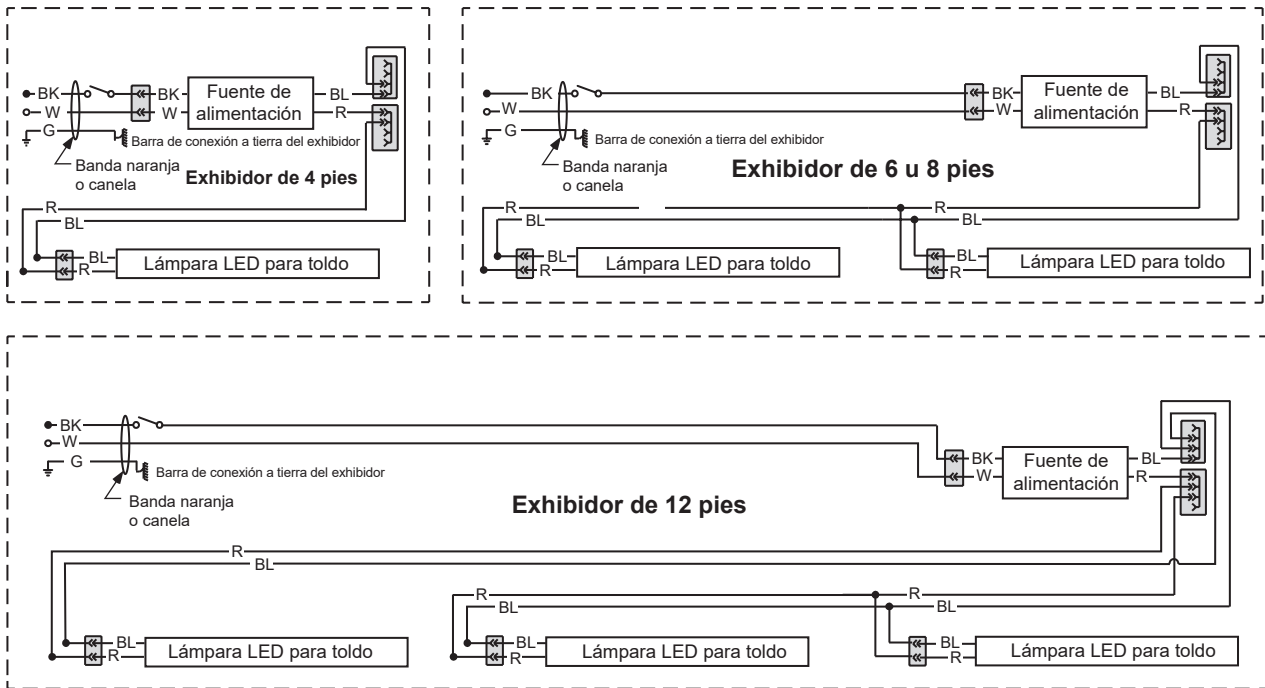 BK
BK
Fuente de
alimentación
BL
W
W
R
G
Barra de conexión a tierra del exhibidor
Banda naranja
o canela
Exhibidor de 4 pies
R
BL
BL
R
Lámpara LED para toldo
BK
BK
Fuente de
alimentación
BL
W
W
R
G
Barra de conexión a tierra del exhibidor
Banda naranja
o canela
Exhibidor de 6 u 8 pies
R
R
BL
BL
BL
R
Lámpara LED para toldo
BL
R
Lámpara LED para toldo
BK
W
G
Barra de conexión a tierra del exhibidor
Banda naranja
o canela
BK
W
Fuente de
alimentación
BL
R
Exhibidor de 12 pies
R
BL
R
R
BL
BL
BL
R
Lámpara LED para toldo
BL
R
Lámpara LED para toldo
BL
R
Lámpara LED para toldo